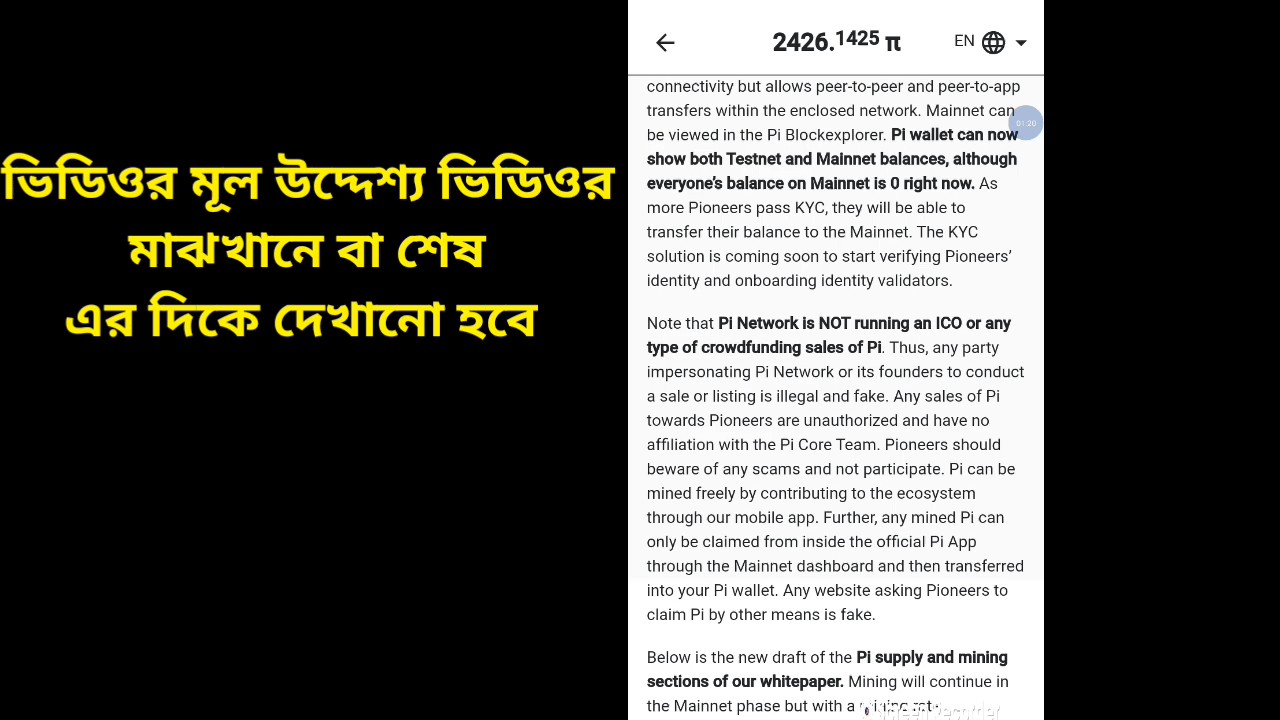 ভিডিওর মূল উদ্দেশ্য ভিডিওর
মাঝখানে বা শেষ
এর দিকে দেখানো হবে
2426.1425 π
EN
connectivity but allows peer-to-peer and peer-to-app
transfers within the enclosed network. Mainnet can
01:20
be viewed in the Pi Blockexplorer. Pi wallet can now
show both Testnet and Mainnet balances, although
everyone's balance on Mainnet is 0 right now. As
more Pioneers pass KYC, they will be able to
transfer their balance to the Mainnet. The KYC
solution is coming soon to start verifying Pioneers'
identity and onboarding identity validators.
Note that Pi Network is NOT running an ICO or any
type of crowdfunding sales of Pi. Thus, any party
impersonating Pi Network or its founders to conduct
a sale or listing is illegal and fake. Any sales of Pi
towards Pioneers are unauthorized and have no
affiliation with the Pi Core Team. Pioneers should
beware of any scams and not participate. Pi can be
mined freely by contributing to the ecosystem
through our mobile app. Further, any mined Pi can
only be claimed from inside the official Pi App
through the Mainnet dashboard and then transferred
into your Pi wallet. Any website asking Pioneers to
claim Pi by other means is fake.
Below is the new draft of the Pi supply and mining
sections of our whitepaper. Mining will continue in
the Mainnet phase but with a mining rate
Screen Recorder